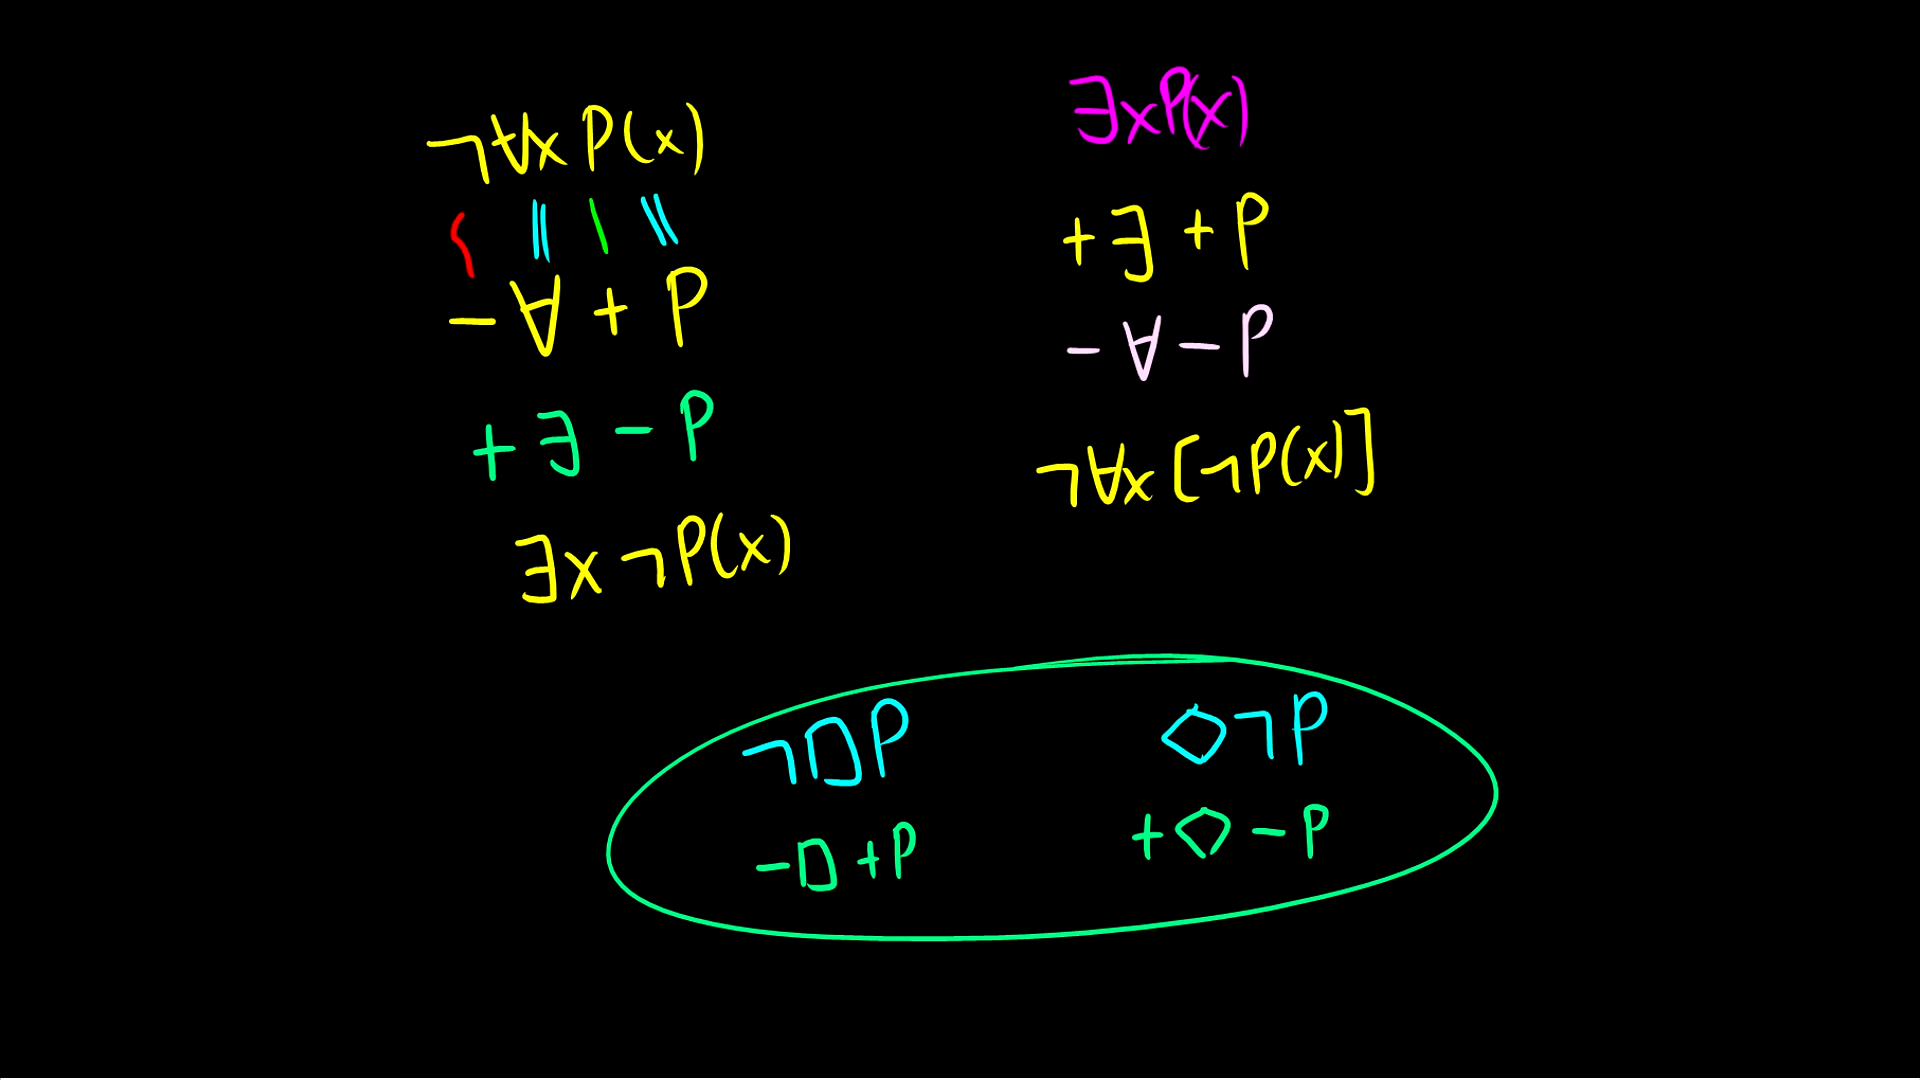 ¬∀x P(x)
− ∀ + P
+ ∃ − P
∃x ¬P(x)
∃xP(x)
+ ∃ + P
− ∀ − P
¬∀x [¬P(x)]
¬□P ◇¬P
−□+P +◇−P